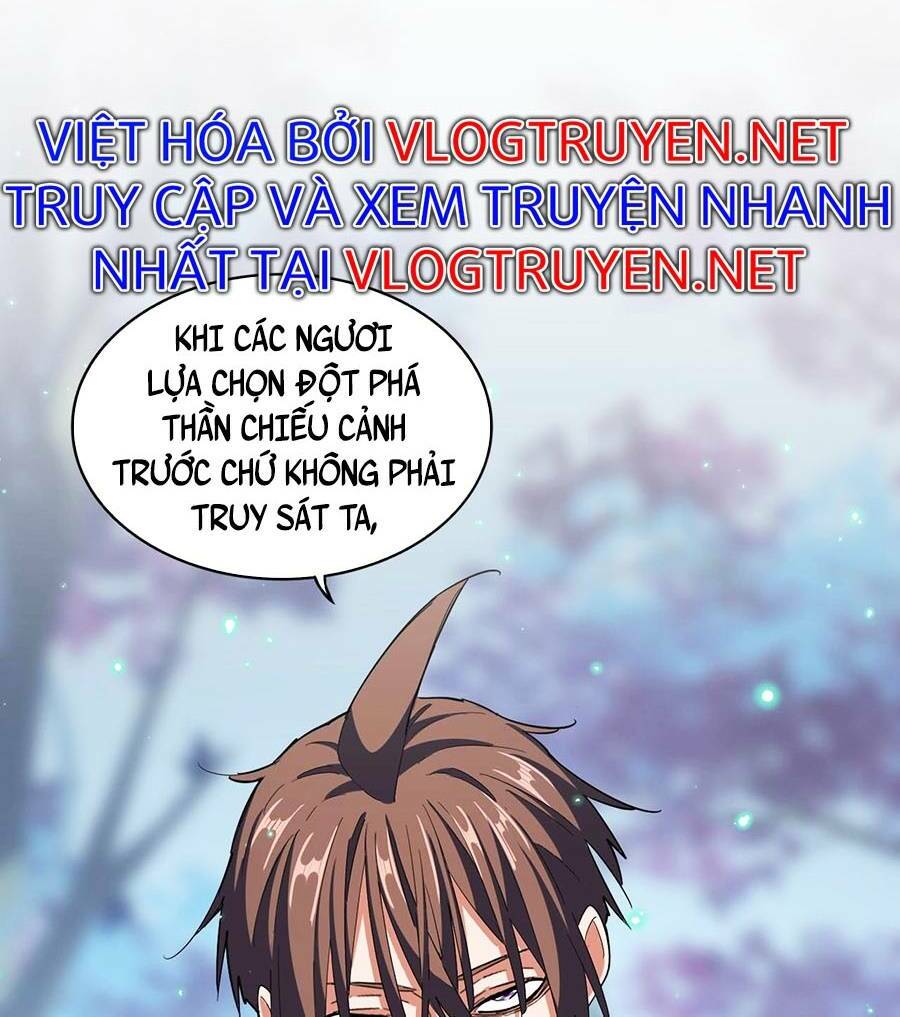 VIỆT HÓA BỞI VLOGTRUYEN.NET
TRUY CẬP VÀ XEM TRUYỆN NHANH
NHẤT TẠI VLOGTRUYEN.NET
KHI CÁC NGƯƠI
LỰA CHỌN ĐỘT PHÁ
THẦN CHIẾU CẢNH
TRƯỚC CHỨ KHÔNG PHẢI
TRUY SÁT TA,